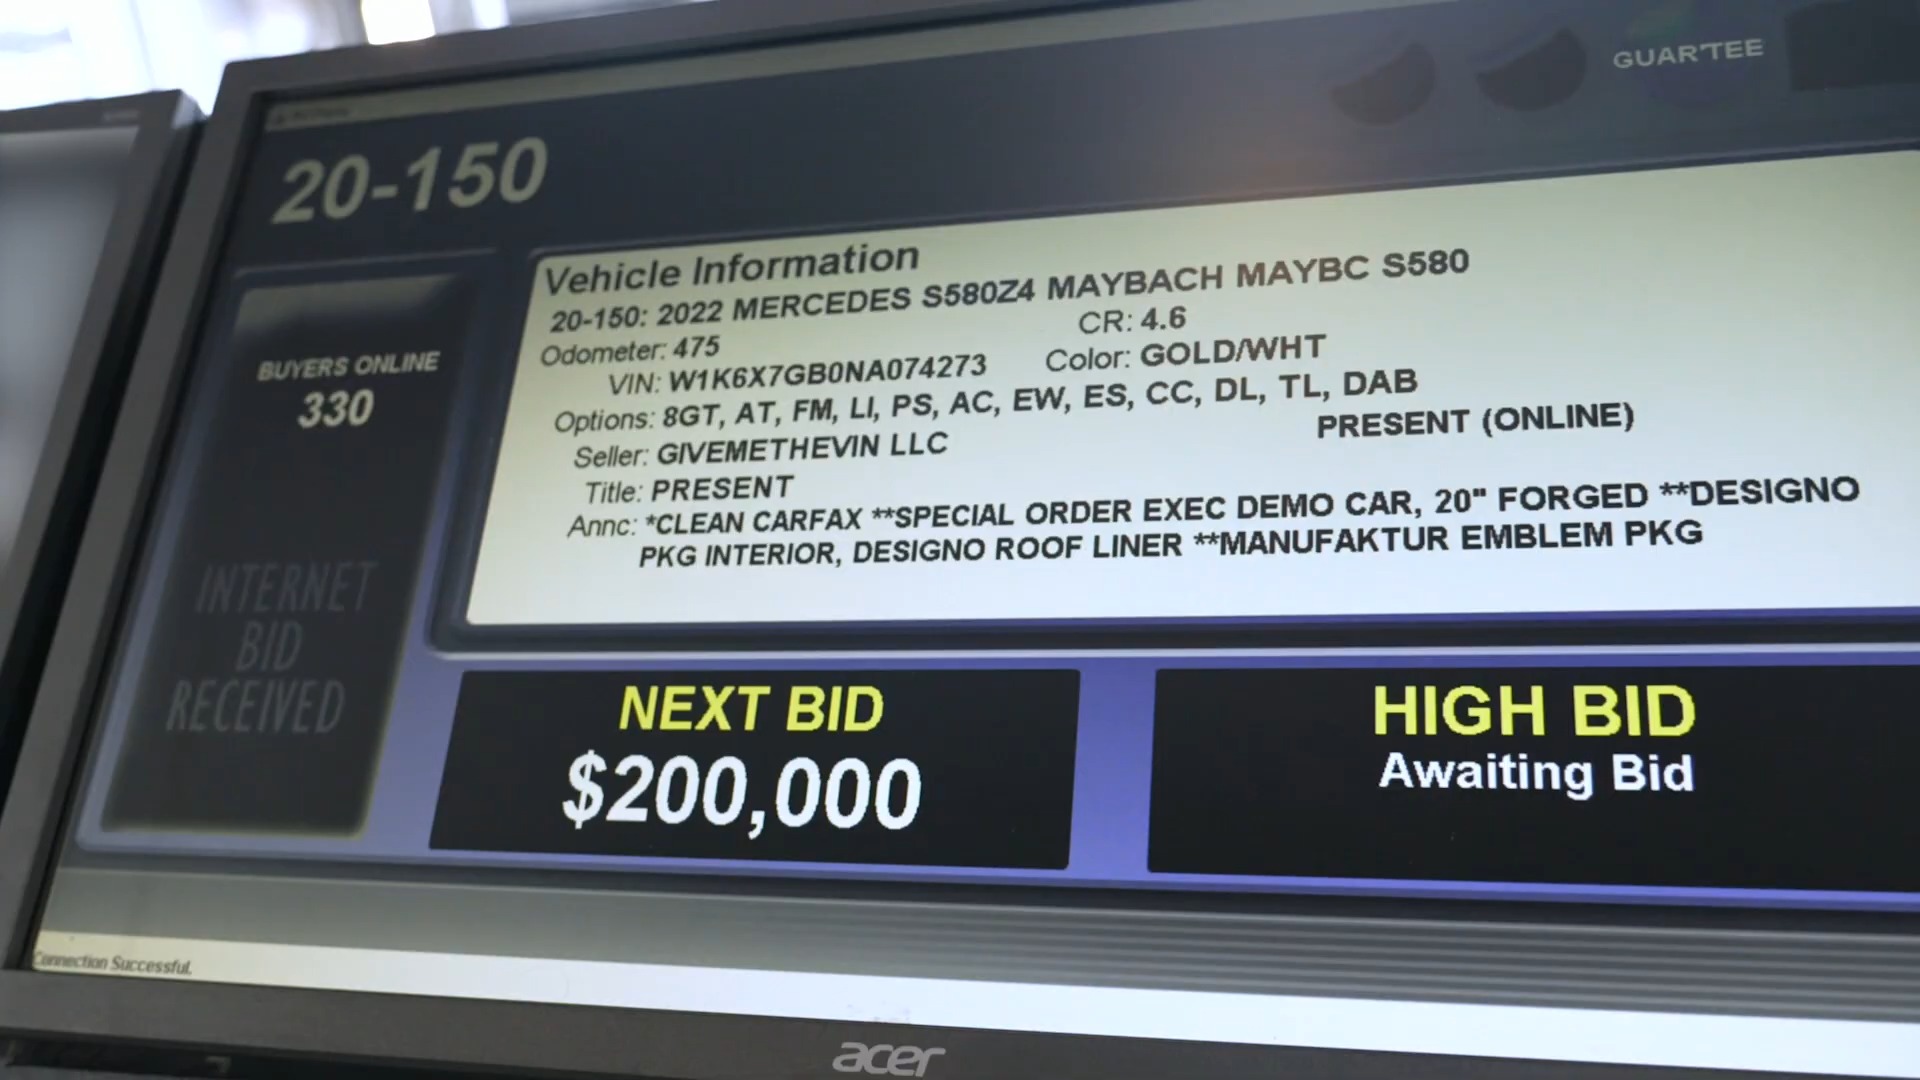 GUAR'TEE
20-150
Vehicle Information
20-150: 2022 MERCEDES S580Z4 MAYBACH MAYBC S580
Odometer: 475 CR: 4.6
VIN: W1K6X7GB0NA074273 Color: GOLD/WHT
Options: 8GT, AT, FM, LI, PS, AC, EW, ES, CC, DL, TL, DAB
Seller: GIVEMETHEVIN LLC PRESENT (ONLINE)
Title: PRESENT
Annc: *CLEAN CARFAX **SPECIAL ORDER EXEC DEMO CAR, 20" FORGED **DESIGNO
PKG INTERIOR, DESIGNO ROOF LINER **MANUFAKTUR EMBLEM PKG
BUYERS ONLINE
330
INTERNET
BID
RECEIVED
NEXT BID
$200,000
HIGH BID
Awaiting Bid
Connection Successful.
acer